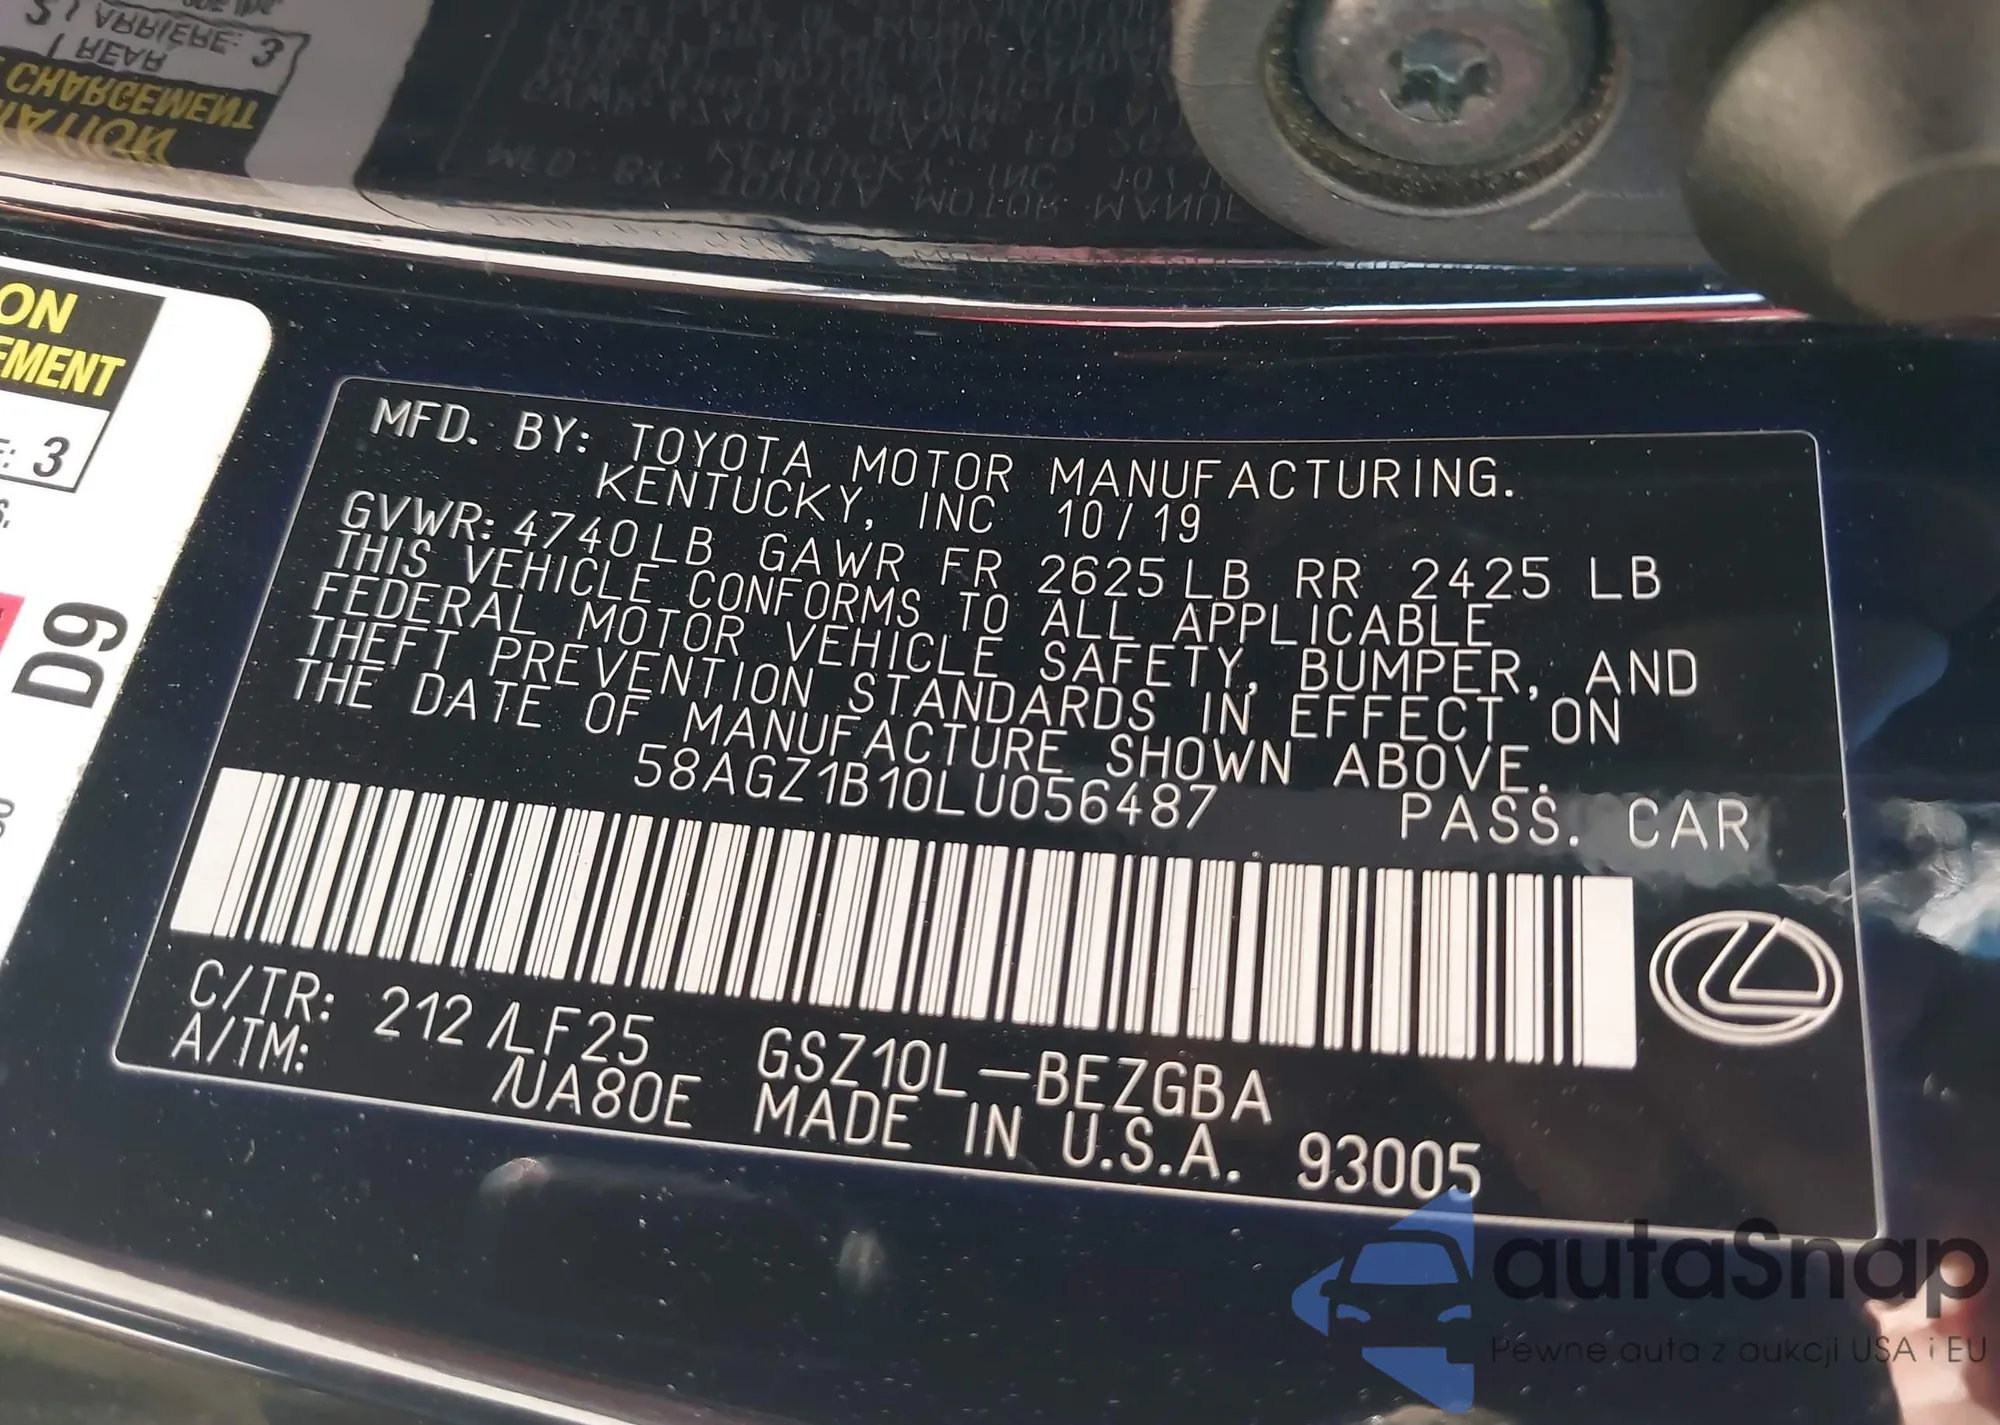 ON
EMENT
: 3
D9
MFD. BY: TOYOTA MOTOR MANUFACTURING.
KENTUCKY, INC 10/19
GVWR: 4740LB GAWR FR 2625LB RR 2425 LB
THIS VEHICLE CONFORMS TO ALL APPLICABLE
FEDERAL MOTOR VEHICLE SAFETY, BUMPER, AND
THEFT PREVENTION STANDARDS IN EFFECT ON
THE DATE OF MANUFACTURE SHOWN ABOVE.
58AGZ1B10LU056487 PASS. CAR
C/TR: 212 /LF25 GSZ10L-BEZGBA
A/TM: /UA80E MADE IN U.S.A. 93005
autaSnap
Pewne auta z aukcji USA i EU